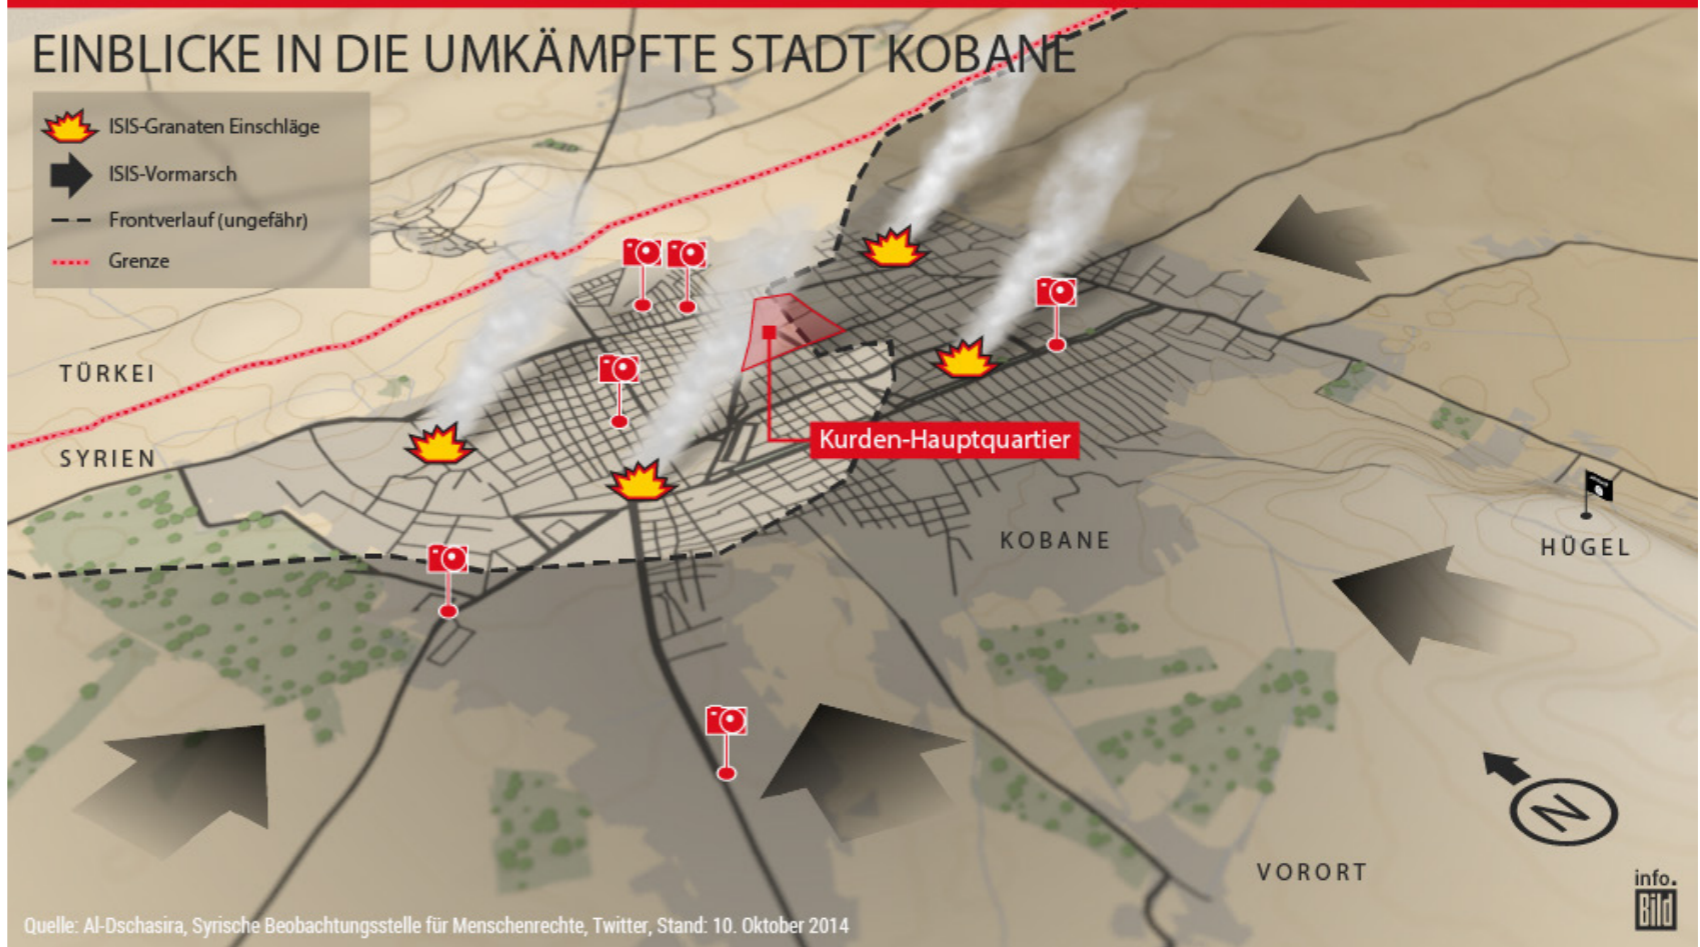 EINBLICKE IN DIE UMKÄMPFTE STADT KOBANE
ISIS-Granaten Einschläge
ISIS-Vormarsch
Frontverlauf (ungefähr)
Grenze
TÜRKEI
SYRIEN
Kurden-Hauptquartier
KOBANE
HÜGEL
N
VORORT
info.
Bild
Quelle: Al-Dschasira, Syrische Beobachtungsstelle für Menschenrechte, Twitter, Stand: 10. Oktober 2014